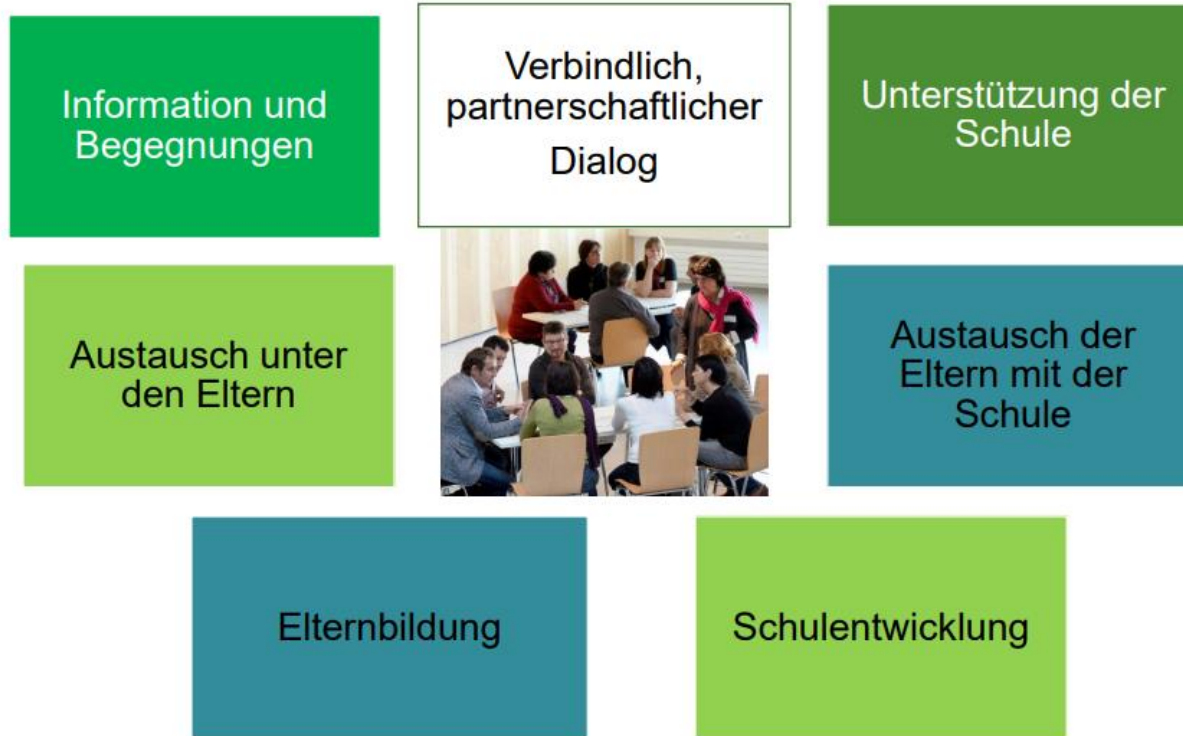 Information und
Begegnungen
Verbindlich,
partnerschaftlicher
Dialog
Unterstützung der
Schule
Austausch unter
den Eltern
Austausch der
Eltern mit der
Schule
Elternbildung
Schulentwicklung